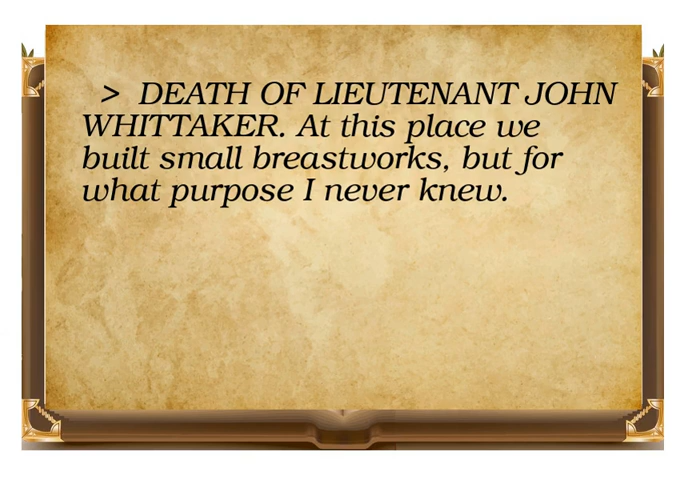 > DEATH OF LIEUTENANT JOHN
WHITTAKER. At this place we
built small breastworks, but for
what purpose I never knew.